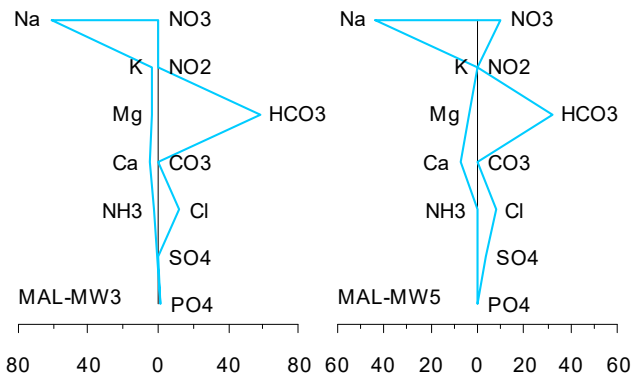 Na NO3
K NO2
Mg HCO3
Ca CO3
NH3 Cl
SO4
MAL-MW3 PO4
80 40 0 40 80
Na NO3
K NO2
Mg HCO3
Ca CO3
NH3 Cl
SO4
MAL-MW5 PO4
60 40 20 0 20 40 60